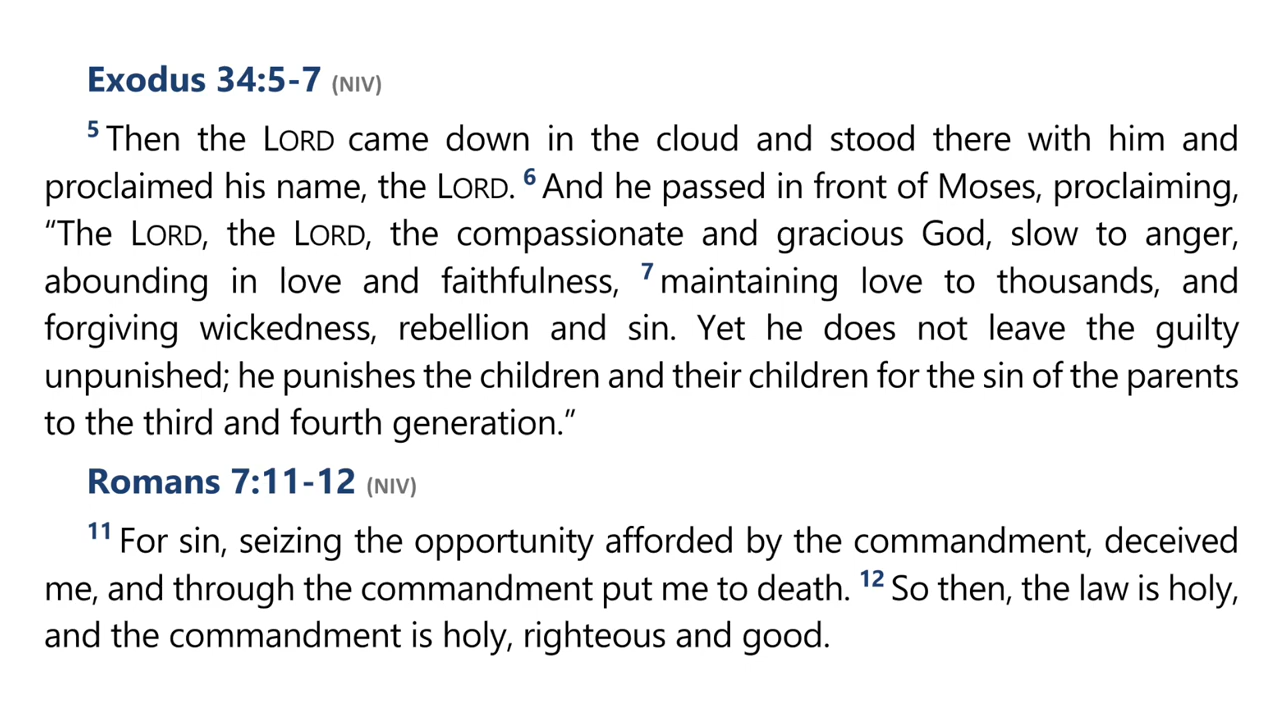 Exodus 34:5-7 (NIV)
5 Then the LORD came down in the cloud and stood there with him and
proclaimed his name, the LORD. 6 And he passed in front of Moses, proclaiming,
“The LORD, the LORD, the compassionate and gracious God, slow to anger,
abounding in love and faithfulness, 7 maintaining love to thousands, and
forgiving wickedness, rebellion and sin. Yet he does not leave the guilty
unpunished; he punishes the children and their children for the sin of the parents
to the third and fourth generation.”
Romans 7:11-12 (NIV)
11 For sin, seizing the opportunity afforded by the commandment, deceived
me, and through the commandment put me to death. 12 So then, the law is holy,
and the commandment is holy, righteous and good.